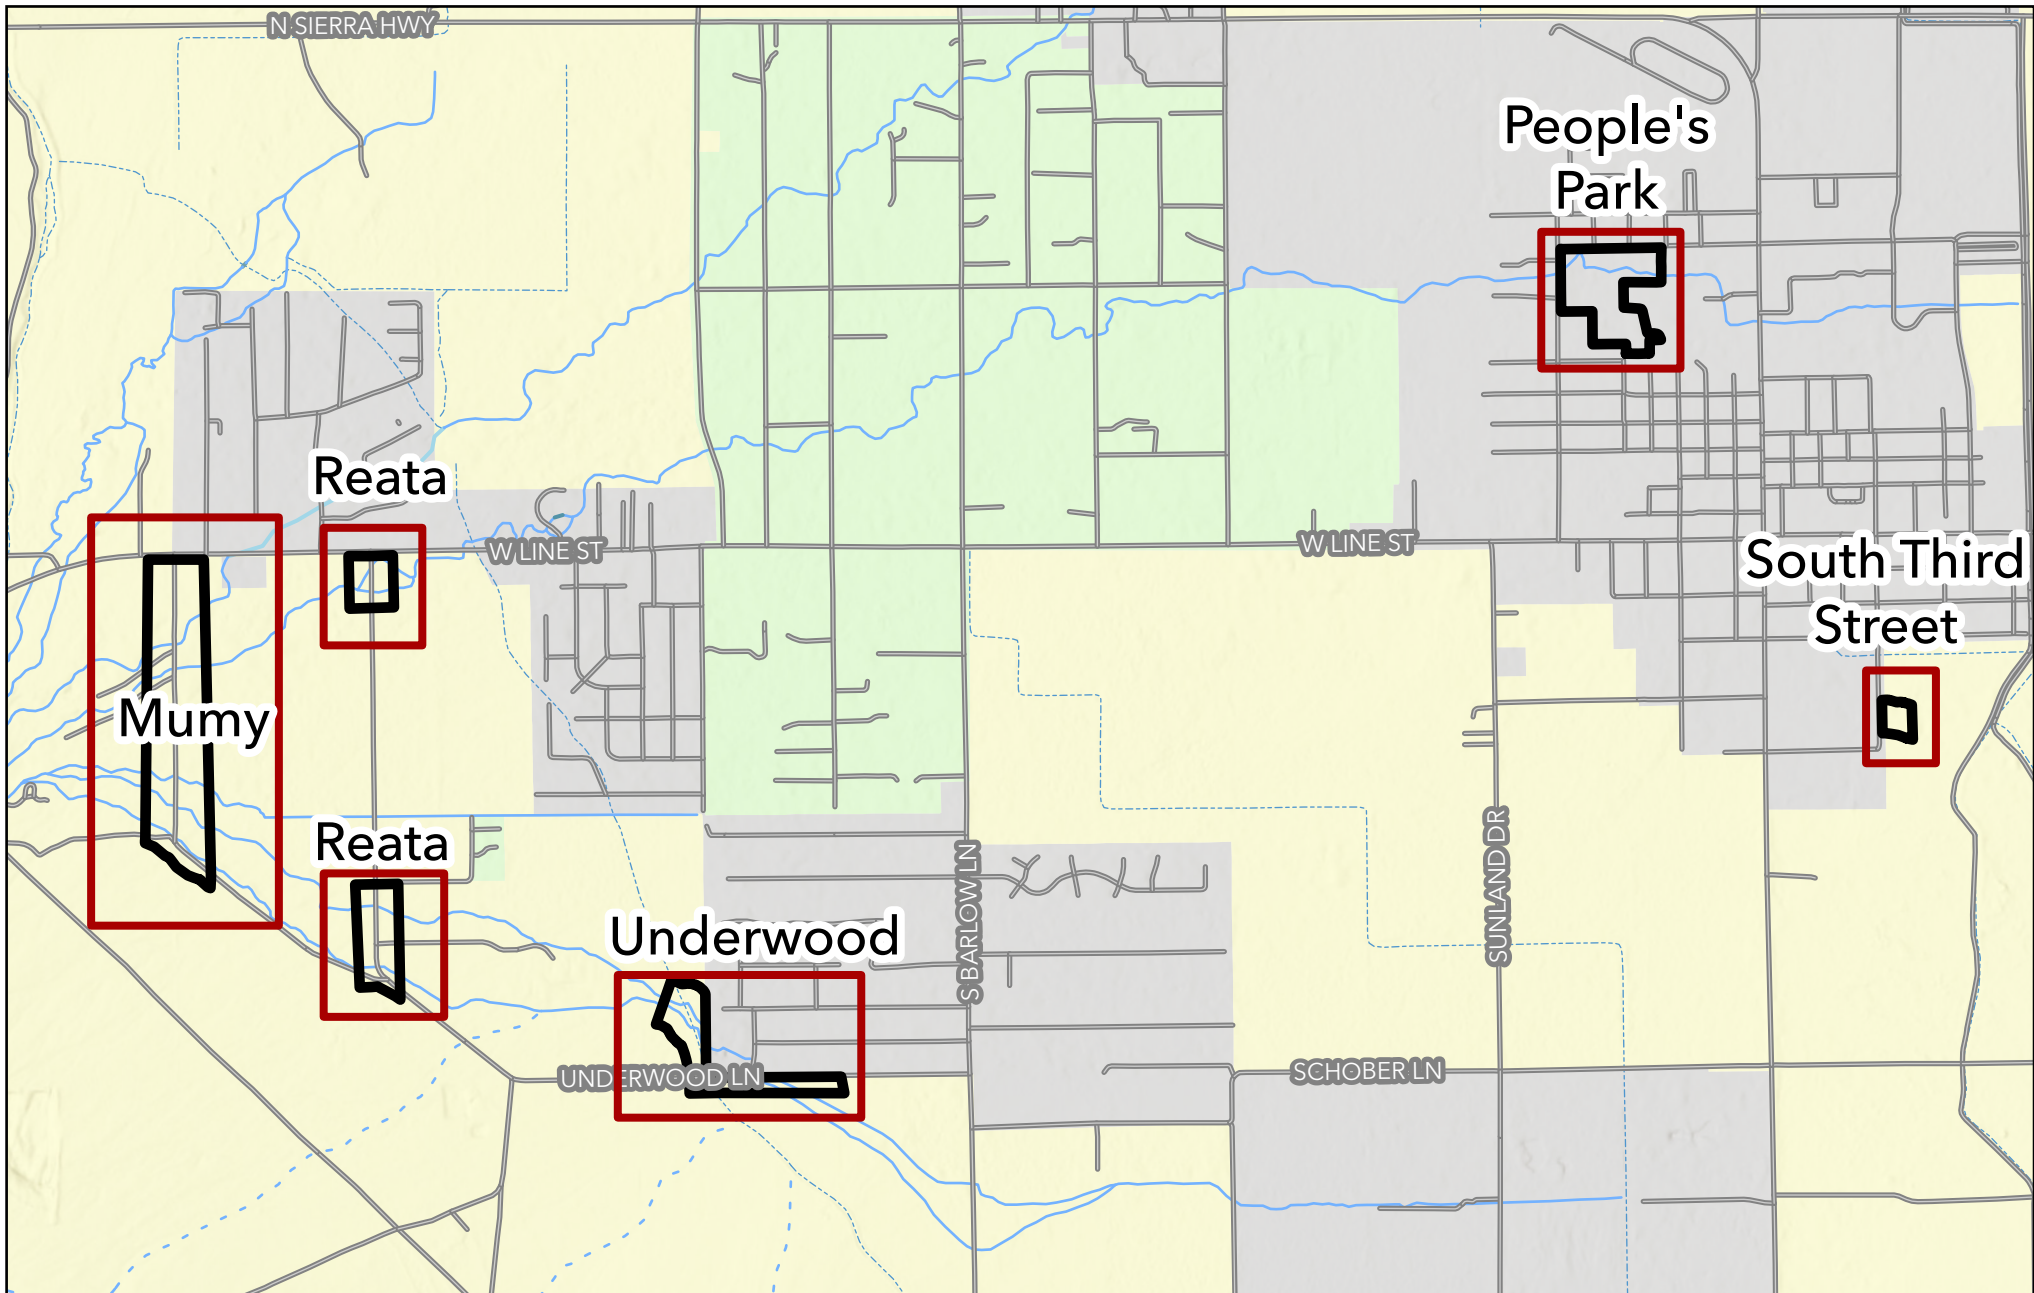 N SIERRA HWY
People's
Park
Reata
W LINE ST
W LINE ST
South Third
Street
Mumy
Reata
S BARLOW LN
SUNLAND DR
Underwood
UNDERWOOD LN
SCHOBER LN